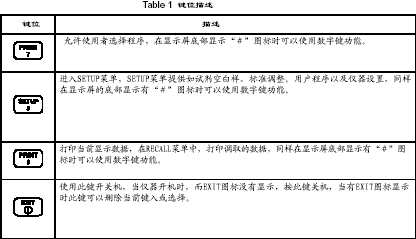 Table 1 键位描述
键位
描述
PRGM
7
允许使用者选择程序，在显示屏底部显示“#”图标时可以使用数字键功能。
SETUP
8
进入SETUP菜单，SETUP菜单提供如试剂空白样、标准调整。用户程序以及仪器设置，同样
在显示屏的底部显示有“#”图标时可以使用数字键功能。
PRINT
9
打印当前显示数据，在RECALL菜单中，打印调取的数据，同样在显示屏底部显示有“#”图
标时可以使用数字键功能。
EXIT
使用此键开关机，当仪器开机时，而EXIT图标没有显示，按此键关机，当有EXIT图标显示
时此键可以删除当前键入或选择。